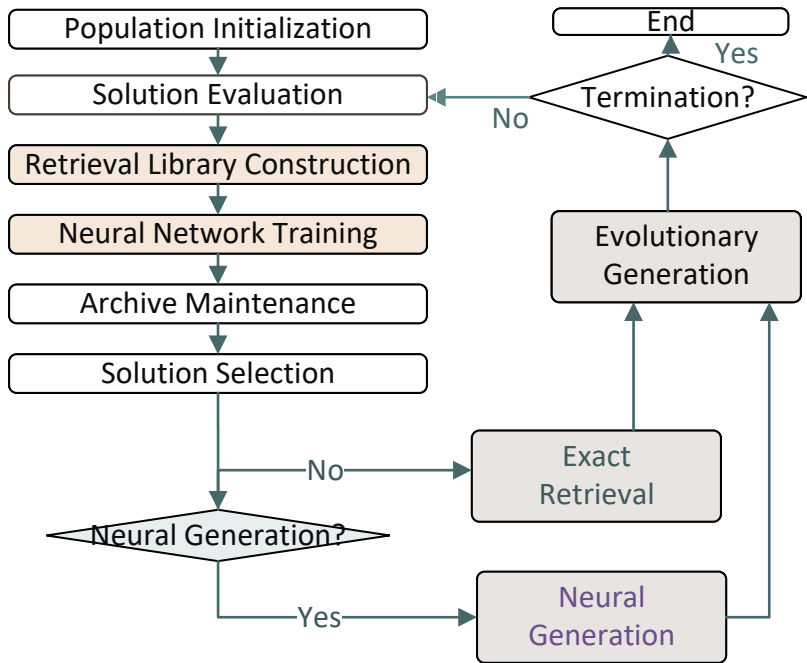 Population Initialization
Solution Evaluation
Retrieval Library Construction
Neural Network Training
Archive Maintenance
Solution Selection
No
Neural Generation?
Yes
End
Yes
Termination?
No
Evolutionary
Generation
Exact
Retrieval
Neural
Generation